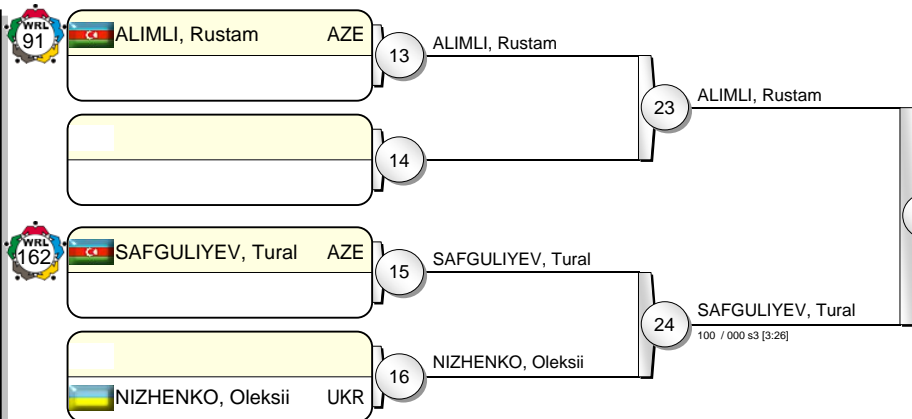 WRL
91
ALIMLI, Rustam AZE
13
ALIMLI, Rustam
23
ALIMLI, Rustam
14
WRL
162
SAFGULIYEV, Tural AZE
15
SAFGULIYEV, Tural
24
SAFGULIYEV, Tural
100 / 000 s3 [3:26]
16
NIZHENKO, Oleksii
NIZHENKO, Oleksii UKR